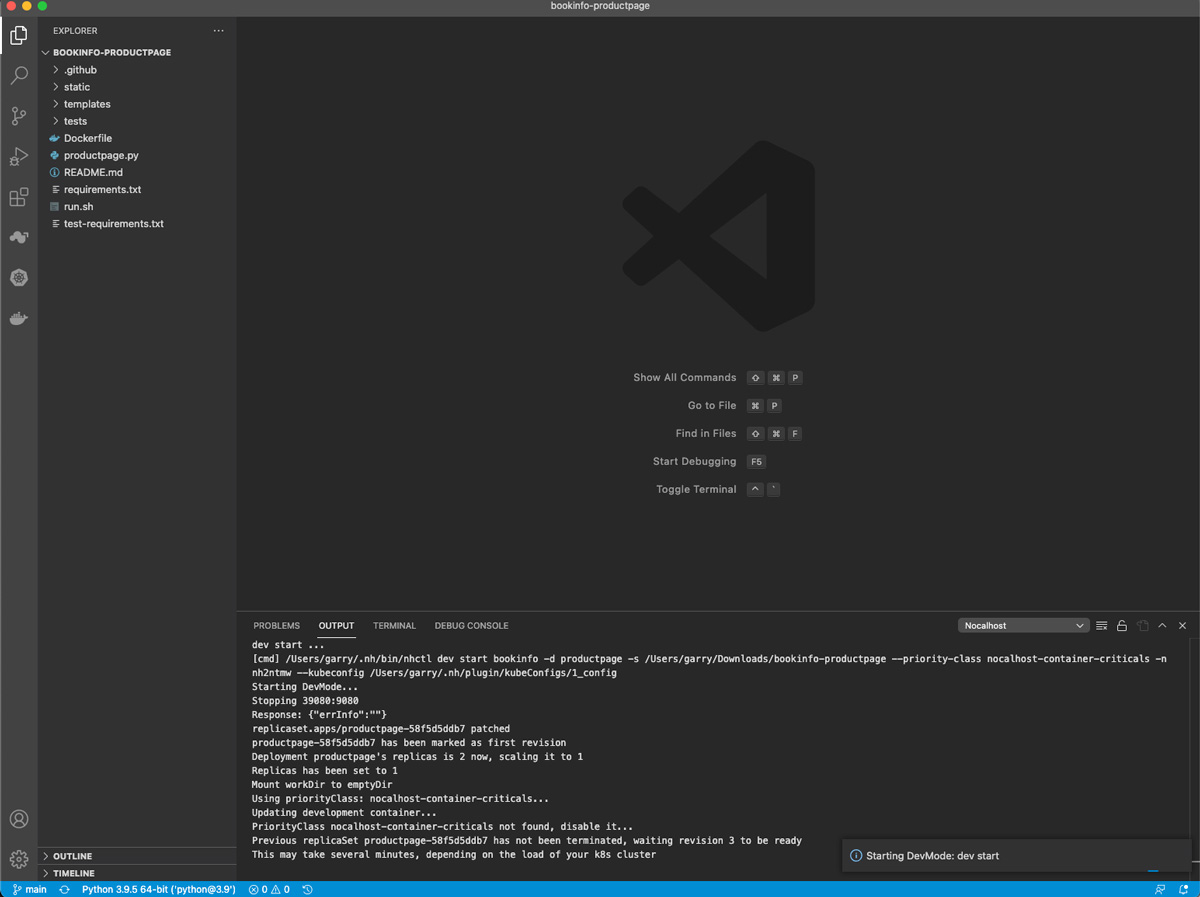 bookinfo-productpage
EXPLORER
BOOKINFO-PRODUCTPAGE
.github
static
templates
tests
Dockerfile
productpage.py
README.md
requirements.txt
run.sh
test-requirements.txt
Show All Commands ⇧ ⌘ P
Go to File ⌘ P
Find in Files ⇧ ⌘ F
Start Debugging F5
Toggle Terminal ^ `
PROBLEMS OUTPUT TERMINAL DEBUG CONSOLE Nocalhost
dev start ...
[cmd] /Users/garry/.nh/bin/nhctl dev start bookinfo -d productpage -s /Users/garry/Downloads/bookinfo-productpage --priority-class nocalhost-container-criticals -n
nh2ntmw --kubeconfig /Users/garry/.nh/plugin/kubeConfigs/1_config
Starting DevMode...
Stopping 39080:9080
Response: {"errInfo":""}
replicaset.apps/productpage-58f5d5ddb7 patched
productpage-58f5d5ddb7 has been marked as first revision
Deployment productpage's replicas is 2 now, scaling it to 1
Replicas has been set to 1
Mount workDir to emptyDir
Using priorityClass: nocalhost-container-criticals...
Updating development container...
PriorityClass nocalhost-container-criticals not found, disable it...
Previous replicaSet productpage-58f5d5ddb7 has not been terminated, waiting revision 3 to be ready
This may take several minutes, depending on the load of your k8s cluster
Starting DevMode: dev start
OUTLINE
TIMELINE
main Python 3.9.5 64-bit ('python@3.9') 0 0